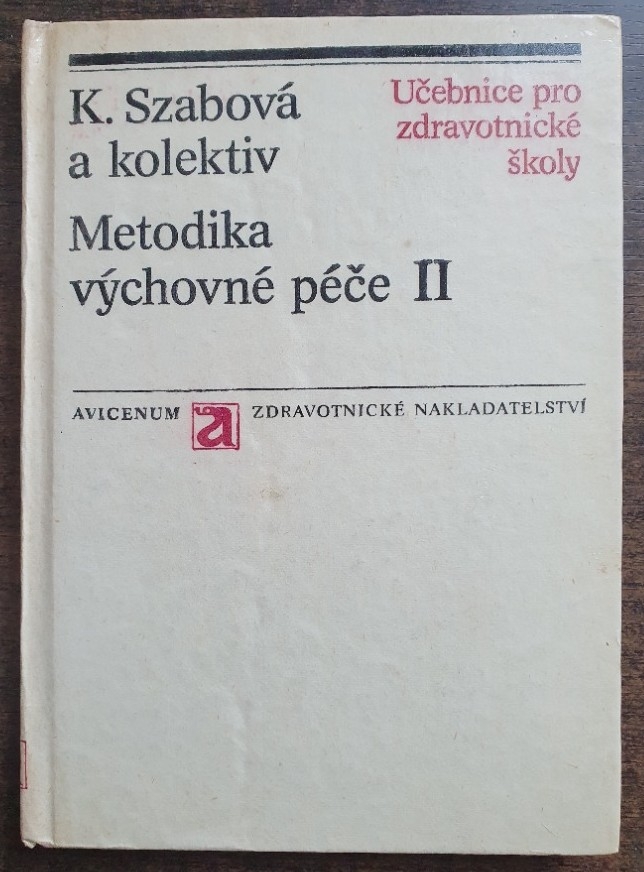 K. Szabová
a kolektiv
Učebnice pro
zdravotnické
školy
Metodika
výchovné péče II
AVICENUM a ZDRAVOTNICKÉ NAKLADATELSTVÍ